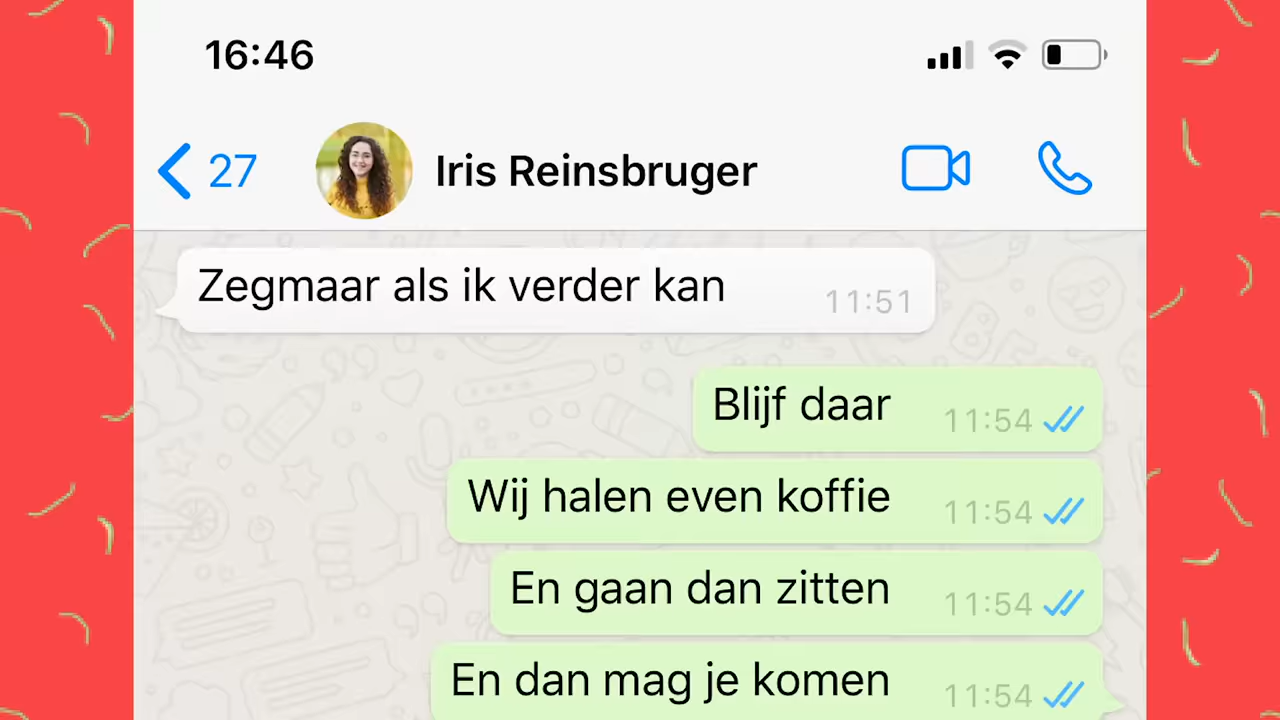 16:46
27
Iris Reinsbruger
Zegmaar als ik verder kan 11:51
Blijf daar 11:54
Wij halen even koffie 11:54
En gaan dan zitten 11:54
En dan mag je komen 11:54